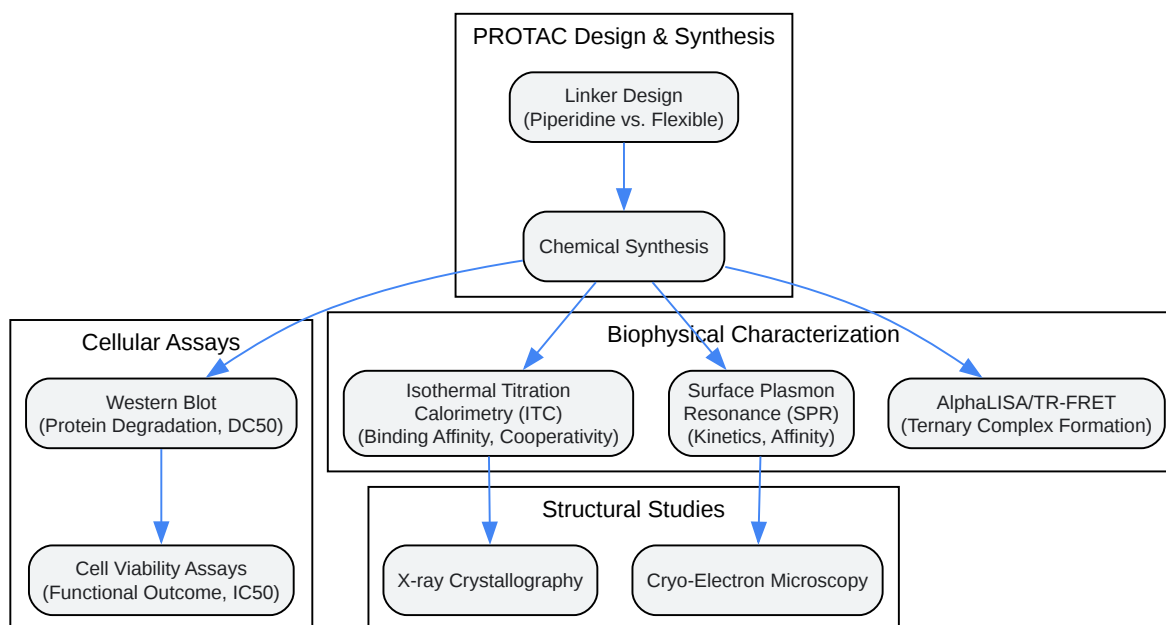 PROTAC Design & Synthesis
Linker Design
(Piperidine vs. Flexible)
Chemical Synthesis
Cellular Assays
Western Blot
(Protein Degradation, DC50)
Cell Viability Assays
(Functional Outcome, IC50)
Biophysical Characterization
Isothermal Titration
Calorimetry (ITC)
(Binding Affinity, Cooperativity)
Surface Plasmon
Resonance (SPR)
(Kinetics, Affinity)
AlphaLISA/TR-FRET
(Ternary Complex Formation)
Structural Studies
X-ray Crystallography
Cryo-Electron Microscopy